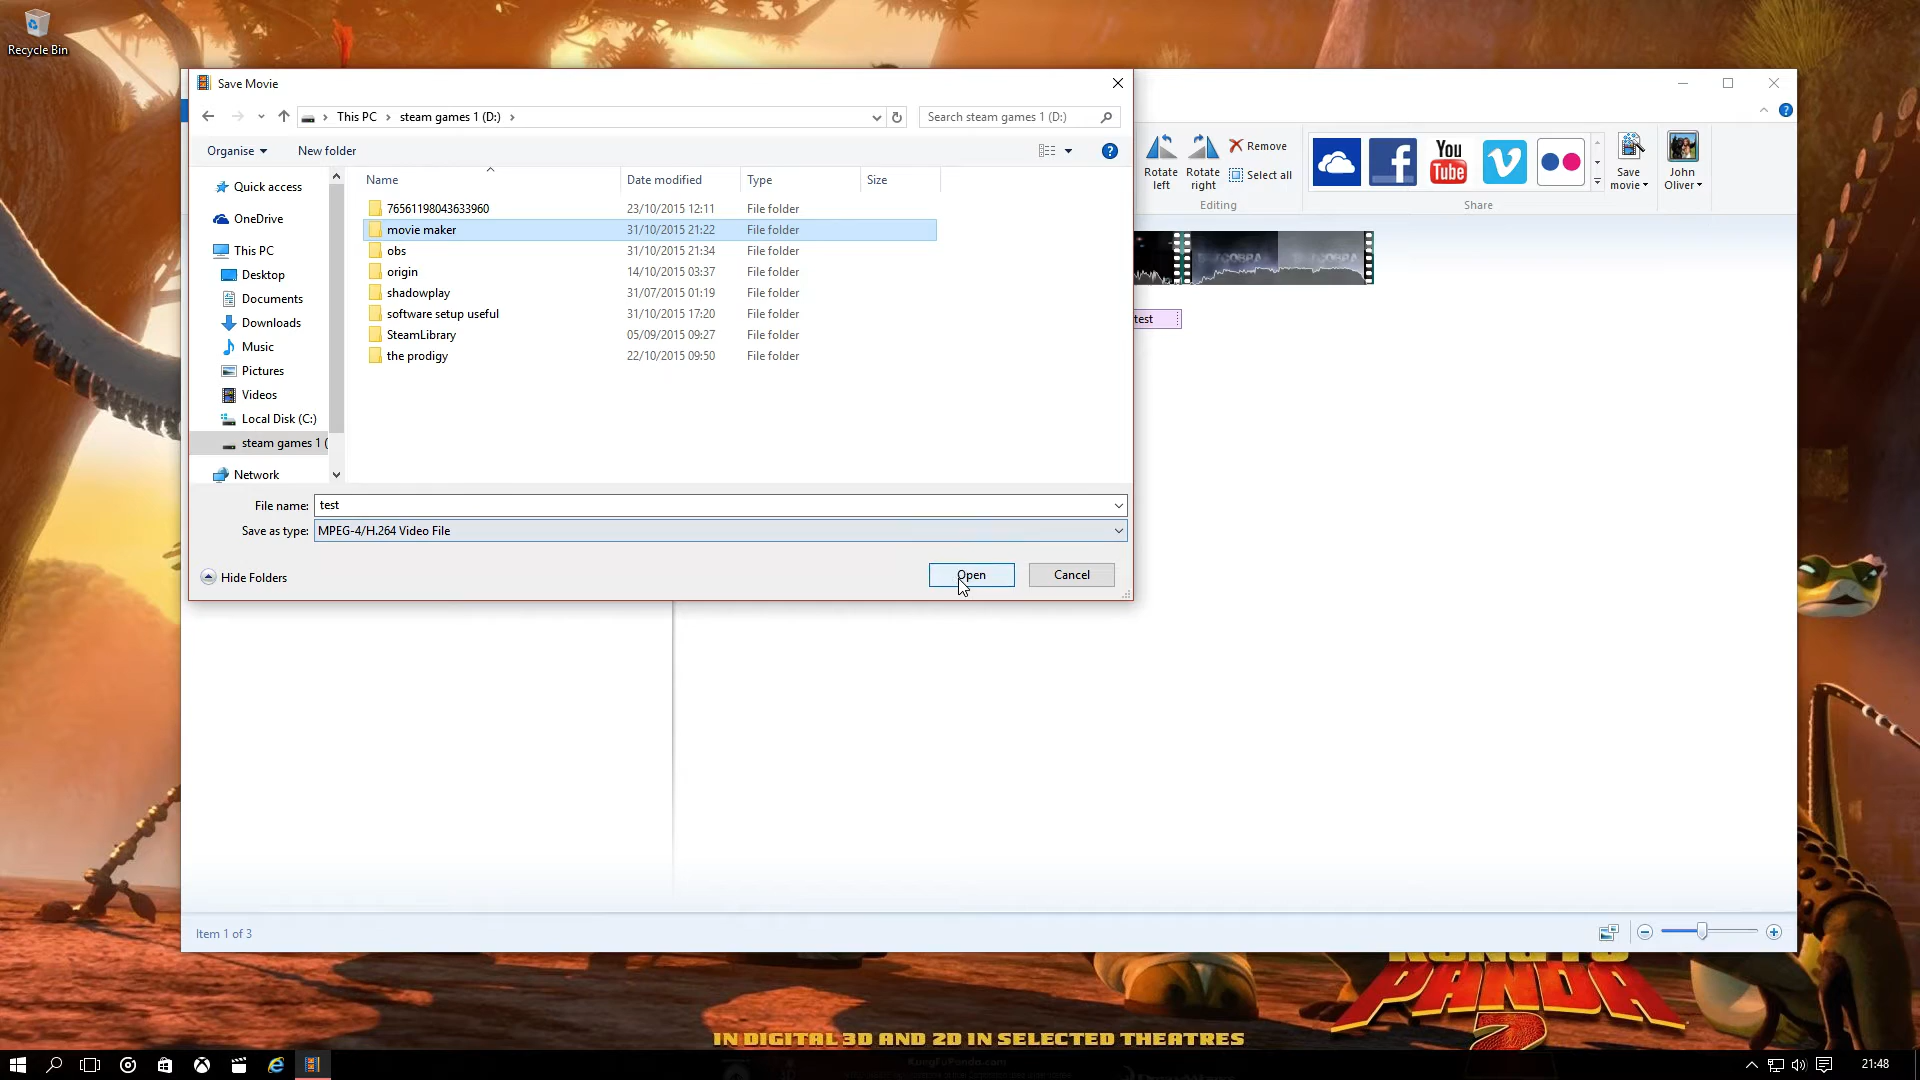 Recycle Bin
Save Movie
This PC
steam games 1 (D:)
Search steam games 1 (D:)
Organise
New folder
Name
Date modified
Type
Size
Quick access
OneDrive
This PC
Desktop
Documents
Downloads
Music
Pictures
Videos
Local Disk (C:)
steam games 1 (
Network
76561198043633960 23/10/2015 12:11 File folder
movie maker 31/10/2015 21:22 File folder
obs 31/10/2015 21:34 File folder
origin 14/10/2015 03:37 File folder
shadowplay 31/07/2015 01:19 File folder
software setup useful 31/10/2015 17:20 File folder
SteamLibrary 05/09/2015 09:27 File folder
the prodigy 22/10/2015 09:50 File folder
File name: test
Save as type: MPEG-4/H.264 Video File
Hide Folders
Open
Cancel
Rotate left
Rotate right
Remove
Select all
Editing
You Tube
Save movie
John Oliver
Share
COBRA
test
Item 1 of 3
KUNG FU
PANDA
2
IN DIGITAL 3D AND 2D IN SELECTED THEATRES
KungFuPanda.com
21:48